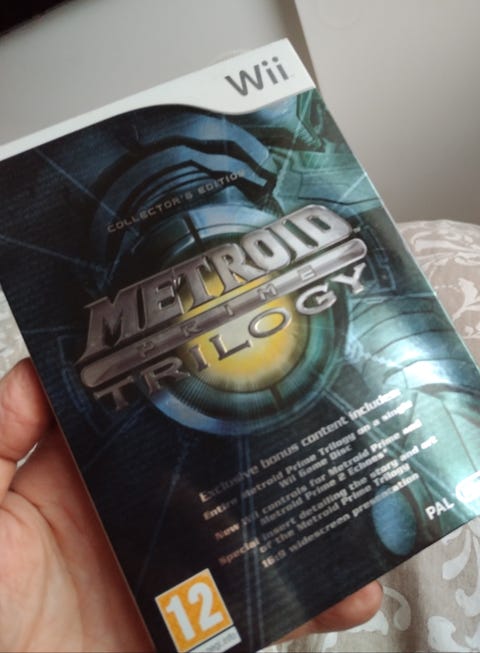 Wii
COLLECTOR'S EDITION
METROID
PRIME
TRILOGY
Exclusive bonus content includes:
Entire Metroid Prime Trilogy on a single
Wii Game Disc
New Wii controls for Metroid Prime and
Metroid Prime 2 Echoes
Special insert detailing the story and art
of the Metroid Prime Trilogy
16:9 widescreen presentation
PAL
12